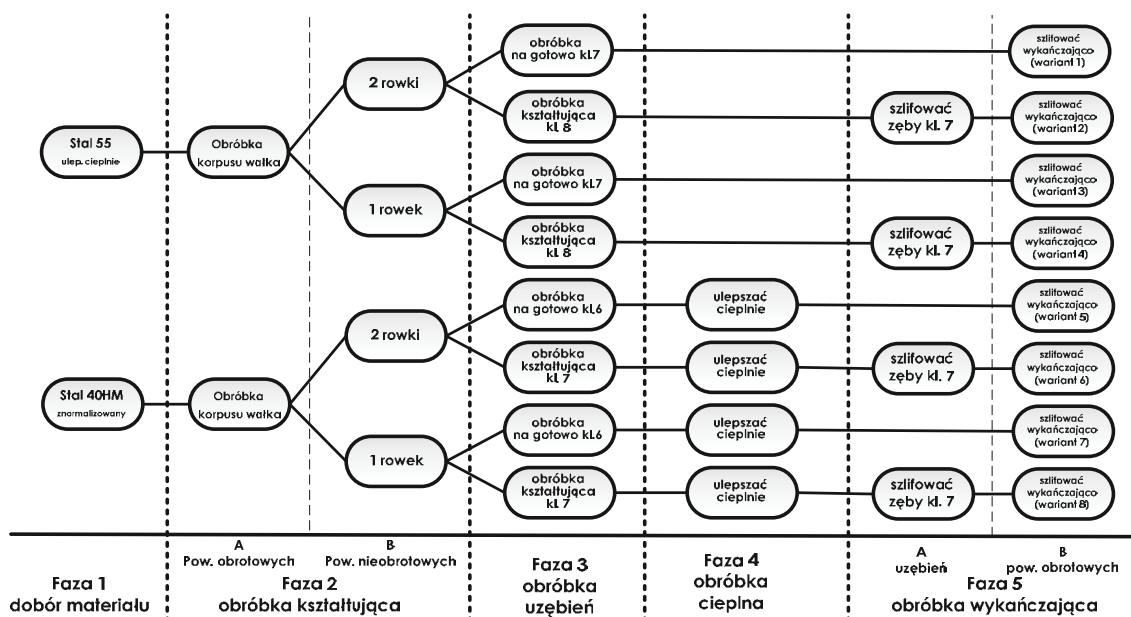 Stal 55
ulep. cieplnie
Obróbka
korpusu wałka
2 rowki
1 rowek
obróbka
na gotowo kl.7
szlifować
wykańczająco
(wariant 1)
obróbka
kształtująca
kl. 8
szlifować
zęby kl. 7
szlifować
wykańczająco
(wariant 2)
obróbka
na gotowo kl.7
szlifować
wykańczająco
(wariant 3)
obróbka
kształtująca
kl. 8
szlifować
zęby kl. 7
szlifować
wykańczająco
(wariant 4)
Stal 40HM
znormalizowany
Obróbka
korpusu wałka
2 rowki
1 rowek
obróbka
na gotowo kl.6
ulepszać
cieplnie
szlifować
wykańczająco
(wariant 5)
obróbka
kształtująca
kl. 7
ulepszać
cieplnie
szlifować
zęby kl. 7
szlifować
wykańczająco
(wariant 6)
obróbka
na gotowo kl.6
ulepszać
cieplnie
szlifować
wykańczająco
(wariant 7)
obróbka
kształtująca
kl. 7
ulepszać
cieplnie
szlifować
zęby kl. 7
szlifować
wykańczająco
(wariant 8)
Faza 1
dobór materiału
A
Pow. obrotowych
B
Pow. nieobrotowych
Faza 2
obróbka kształtująca
Faza 3
obróbka
uzębień
Faza 4
obróbka
cieplna
A
uzębień
B
pow. obrotowych
Faza 5
obróbka wykańczająca